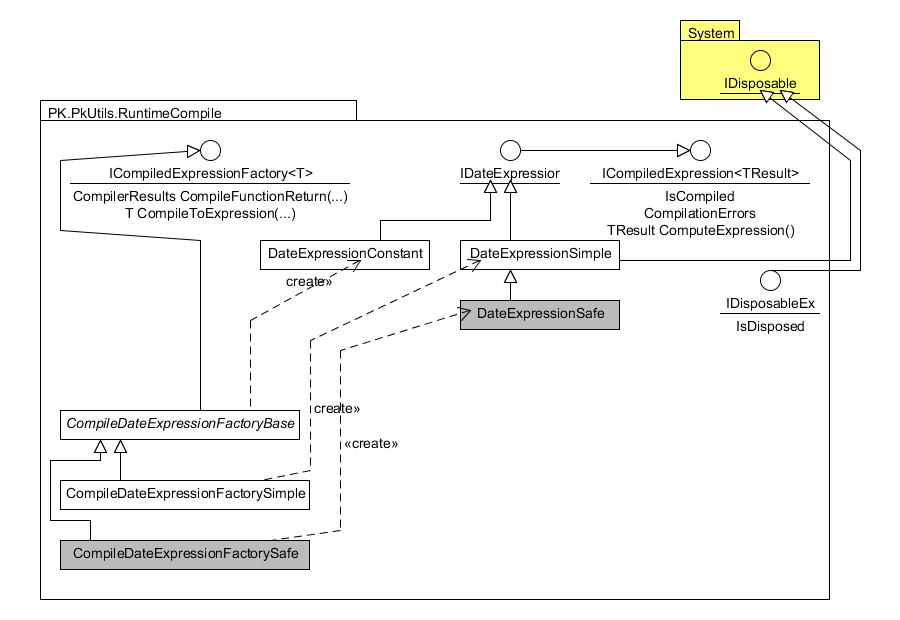 System
IDisposable
PK.PkUtils.RuntimeCompile
ICompiledExpressionFactory<T>
CompilerResults CompileFunctionReturn(...)
T CompileToExpression(...)
IDateExpressior
ICompiledExpression<TResult>
IsCompiled
CompilationErrors
TResult ComputeExpression()
DateExpressionConstant
DateExpressionSimple
create»
IDisposableEx
IsDisposed
DateExpressionSafe
create»
CompileDateExpressionFactoryBase
«create»
CompileDateExpressionFactorySimple
CompileDateExpressionFactorySafe